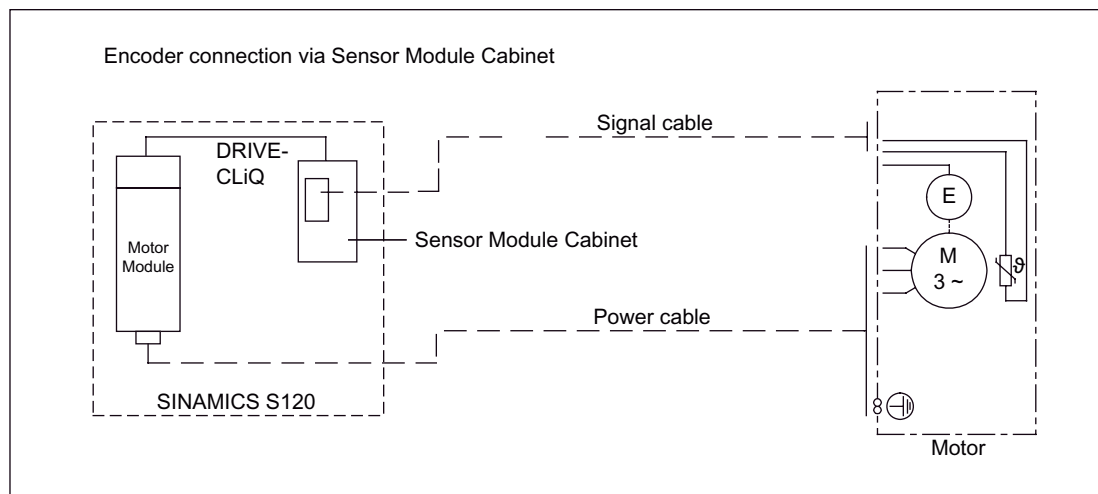 Encoder connection via Sensor Module Cabinet
Signal cable
DRIVE-
CLiQ
E
Motor
Module
Sensor Module Cabinet
M
3 ~
ϑ
Power cable
SINAMICS S120
Motor